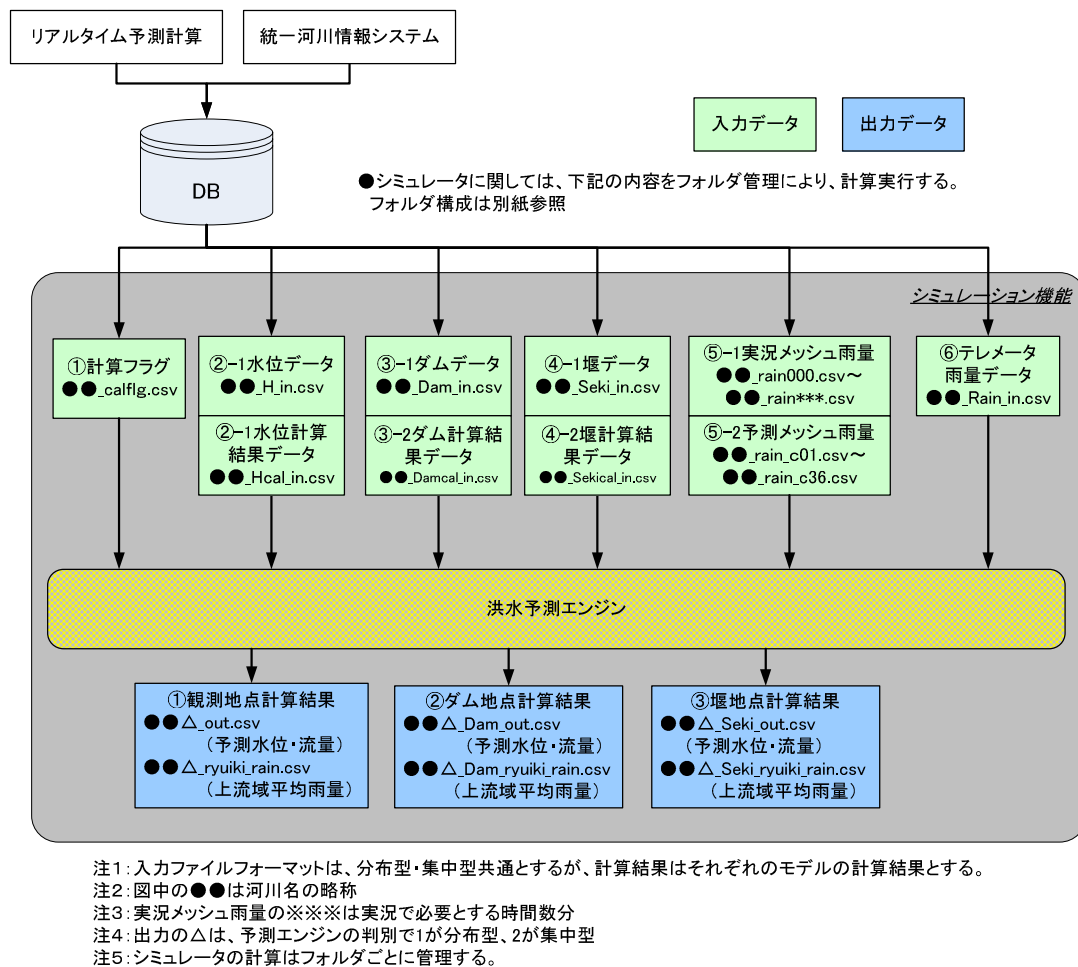 リアルタイム予測計算
統一河川情報システム
入力データ
出力データ
DB
●シミュレータに関しては、下記の内容をフォルダ管理により、計算実行する。
フォルダ構成は別紙参照
シミュレーション機能
①計算フラグ
●●_calflg.csv
②-1水位データ
●●_H_in.csv
②-1水位計算
結果データ
●●_Hcal_in.csv
③-1ダムデータ
●●_Dam_in.csv
③-2ダム計算結
果データ
●●_Damcal_in.csv
④-1堰データ
●●_Seki_in.csv
④-2堰計算結
果データ
●●_Sekical_in.csv
⑤-1実況メッシュ雨量
●●_rain000.csv～
●●_rain***.csv
⑤-2予測メッシュ雨量
●●_rain_c01.csv～
●●_rain_c36.csv
⑥テレメータ
雨量データ
●●_Rain_in.csv
洪水予測エンジン
①観測地点計算結果
●●△_out.csv
（予測水位・流量）
●●△_ryuiki_rain.csv
（上流域平均雨量）
②ダム地点計算結果
●●△_Dam_out.csv
（予測水位・流量）
●●△_Dam_ryuiki_rain.csv
（上流域平均雨量）
③堰地点計算結果
●●△_Seki_out.csv
（予測水位・流量）
●●△_Seki_ryuiki_rain.csv
（上流域平均雨量）
注1：入力ファイルフォーマットは、分布型・集中型共通とするが、計算結果はそれぞれのモデルの計算結果とする。
注2：図中の●●は河川名の略称
注3：実況メッシュ雨量の※※※は実況で必要とする時間数分
注4：出力の△は、予測エンジンの判別で1が分布型、2が集中型
注5：シミュレータの計算はフォルダごとに管理する。